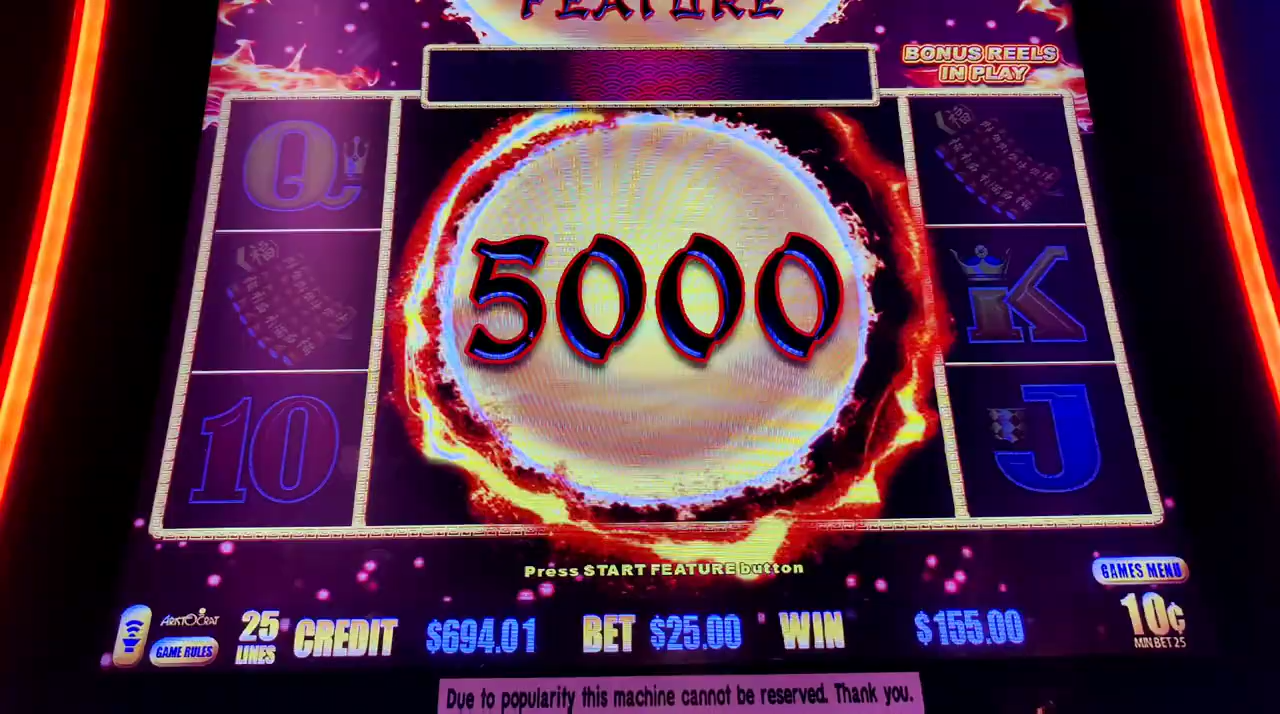 FEATURE
BONUS REELS
IN PLAY
Q
K
10
J
5000
Press START FEATURE button
GAMES MENU
ARISTOCRAT
GAME RULES
25
LINES
CREDIT $694.01 BET $25.00 WIN $155.00
10¢
MIN BET 25
Due to popularity this machine cannot be reserved. Thank you.